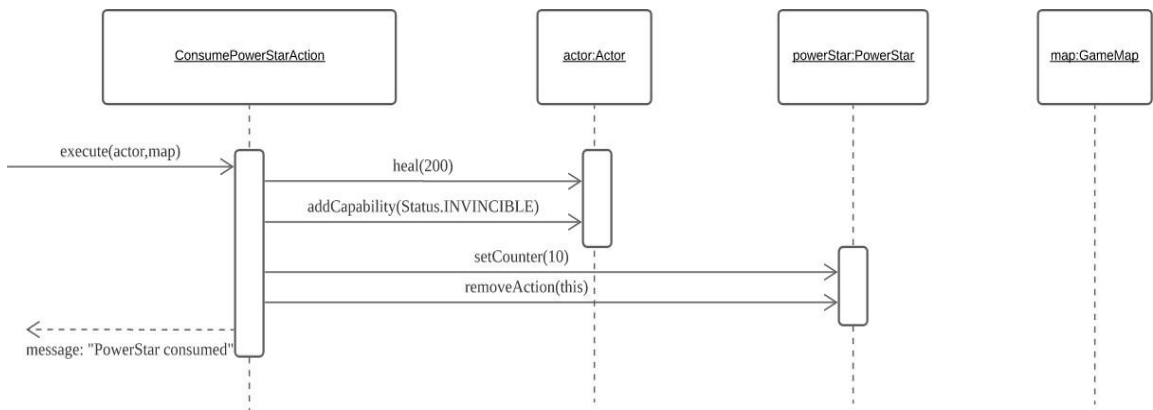 ConsumePowerStarAction
actor:Actor
powerStar:PowerStar
map:GameMap
execute(actor,map)
heal(200)
addCapability(Status.INVINCIBLE)
setCounter(10)
removeAction(this)
message: "PowerStar consumed"